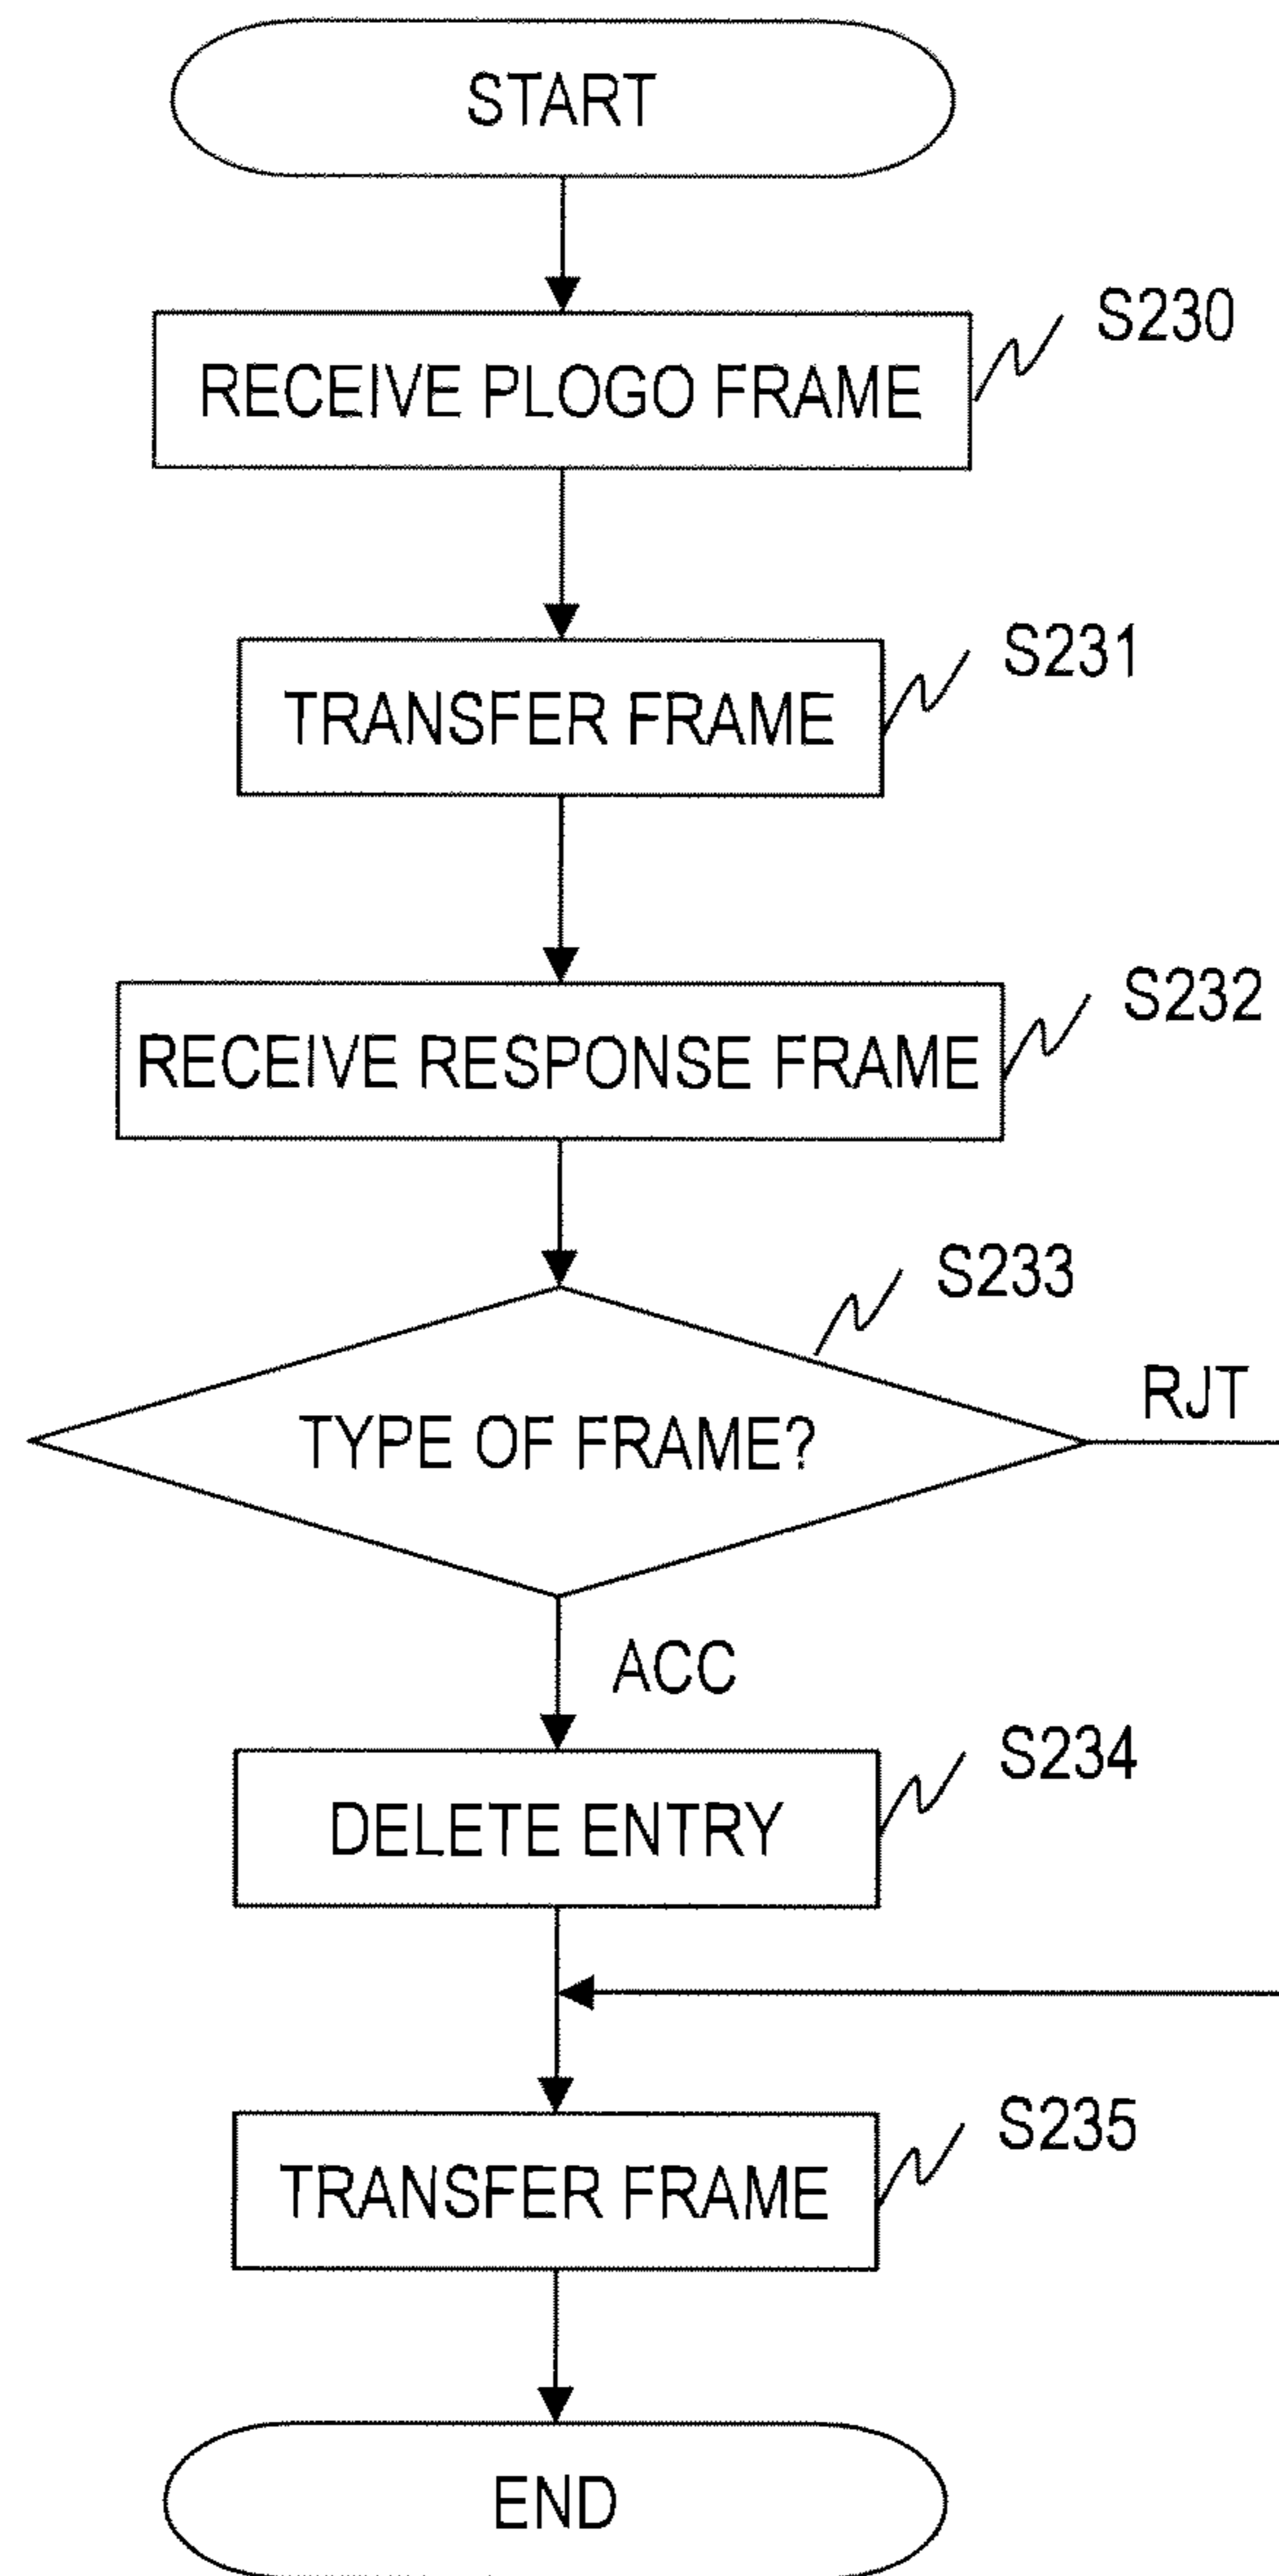 START
S230
RECEIVE PLOGO FRAME
S231
TRANSFER FRAME
S232
RECEIVE RESPONSE FRAME
S233
RJT
TYPE OF FRAME?
ACC
S234
DELETE ENTRY
S235
TRANSFER FRAME
END